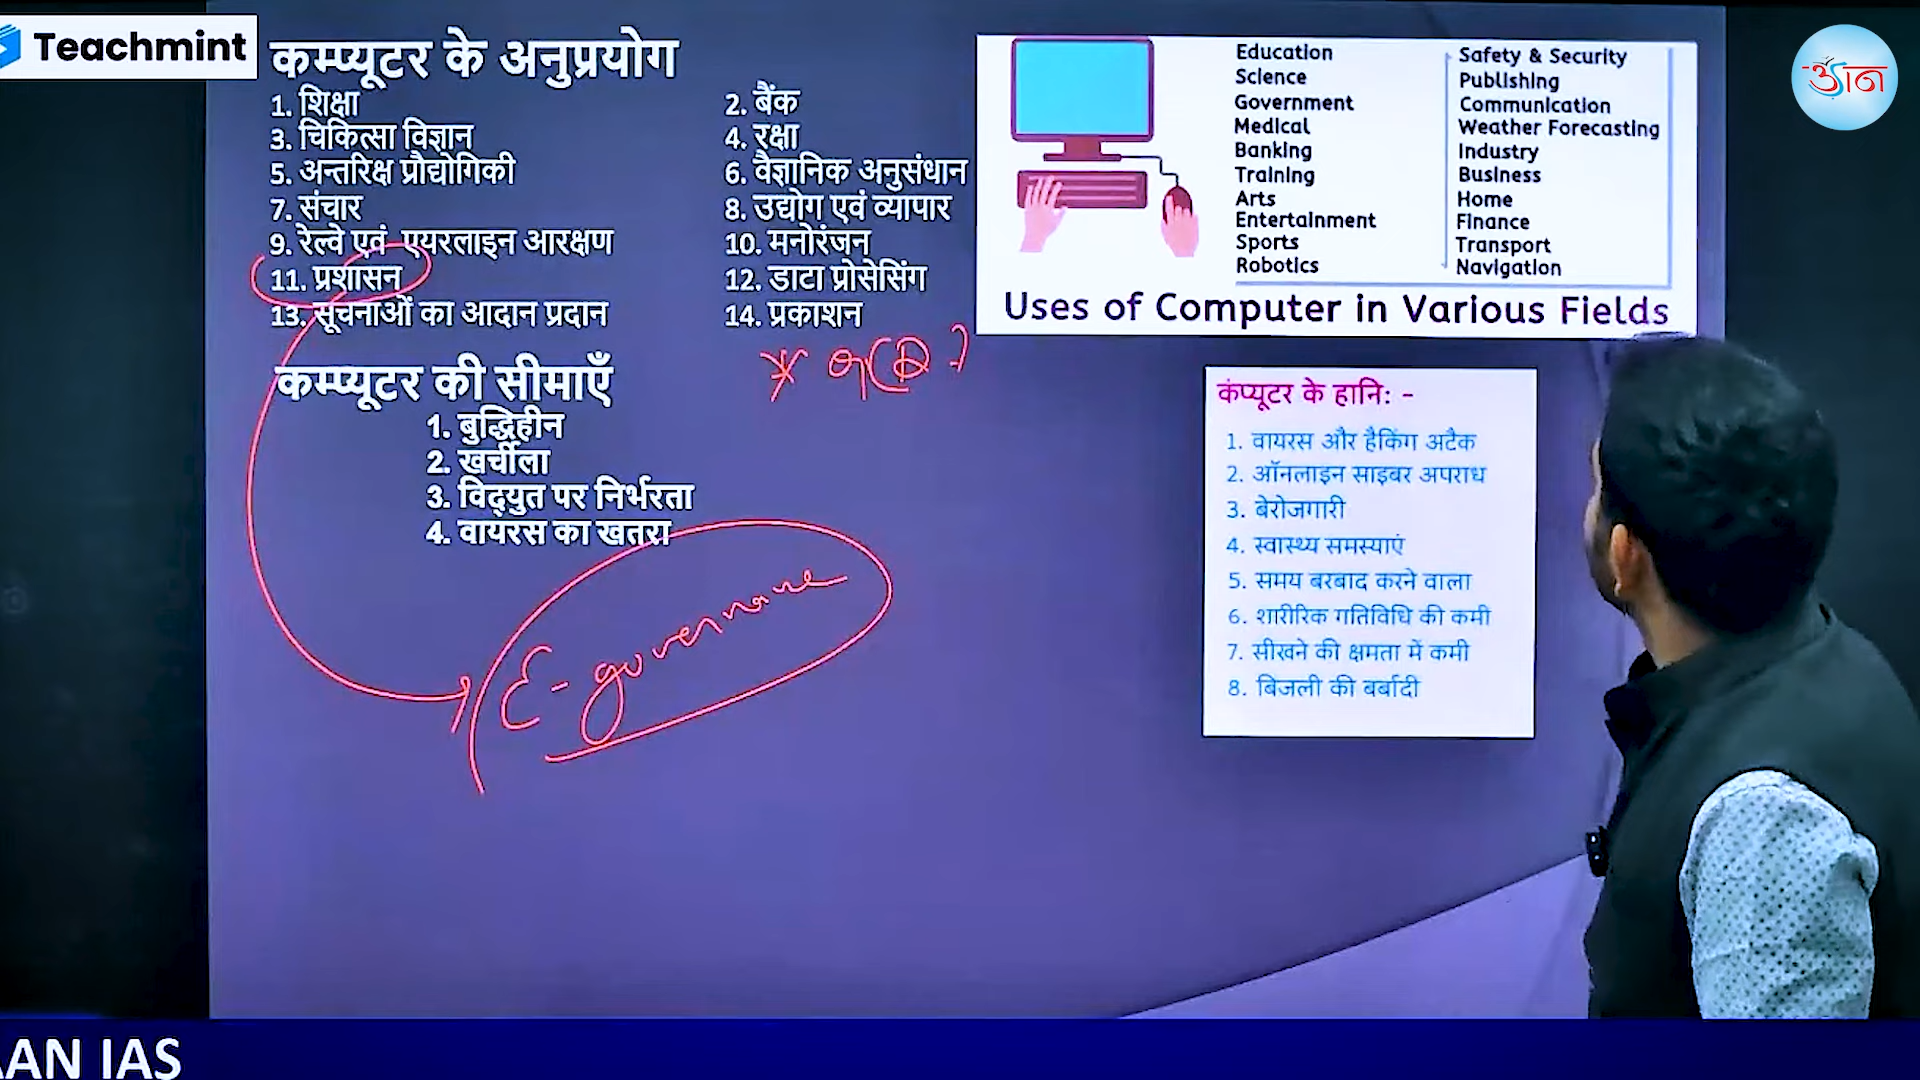 Teachmint
कम्प्यूटर के अनुप्रयोग
1. शिक्षा
2. बैंक
3. चिकित्सा विज्ञान
4. रक्षा
5. अन्तरिक्ष प्रौद्योगिकी
6. वैज्ञानिक अनुसंधान
7. संचार
8. उद्योग एवं व्यापार
9. रेल्वे एवं एयरलाइन आरक्षण
10. मनोरंजन
11. प्रशासन
12. डाटा प्रोसेसिंग
13. सूचनाओं का आदान प्रदान
14. प्रकाशन
कम्प्यूटर की सीमाएँ
1. बुद्धिहीन
2. खर्चीला
3. विद्युत पर निर्भरता
4. वायरस का खतरा
E-governance
Education
Science
Government
Medical
Banking
Training
Arts
Entertainment
Sports
Robotics
Safety & Security
Publishing
Communication
Weather Forecasting
Industry
Business
Home
Finance
Transport
Navigation
Uses of Computer in Various Fields
कंप्यूटर के हानि: -
1. वायरस और हैकिंग अटैक
2. ऑनलाइन साइबर अपराध
3. बेरोजगारी
4. स्वास्थ्य समस्याएं
5. समय बरबाद करने वाला
6. शारीरिक गतिविधि की कमी
7. सीखने की क्षमता में कमी
8. बिजली की बर्बादी
उड़ान
AAN IAS